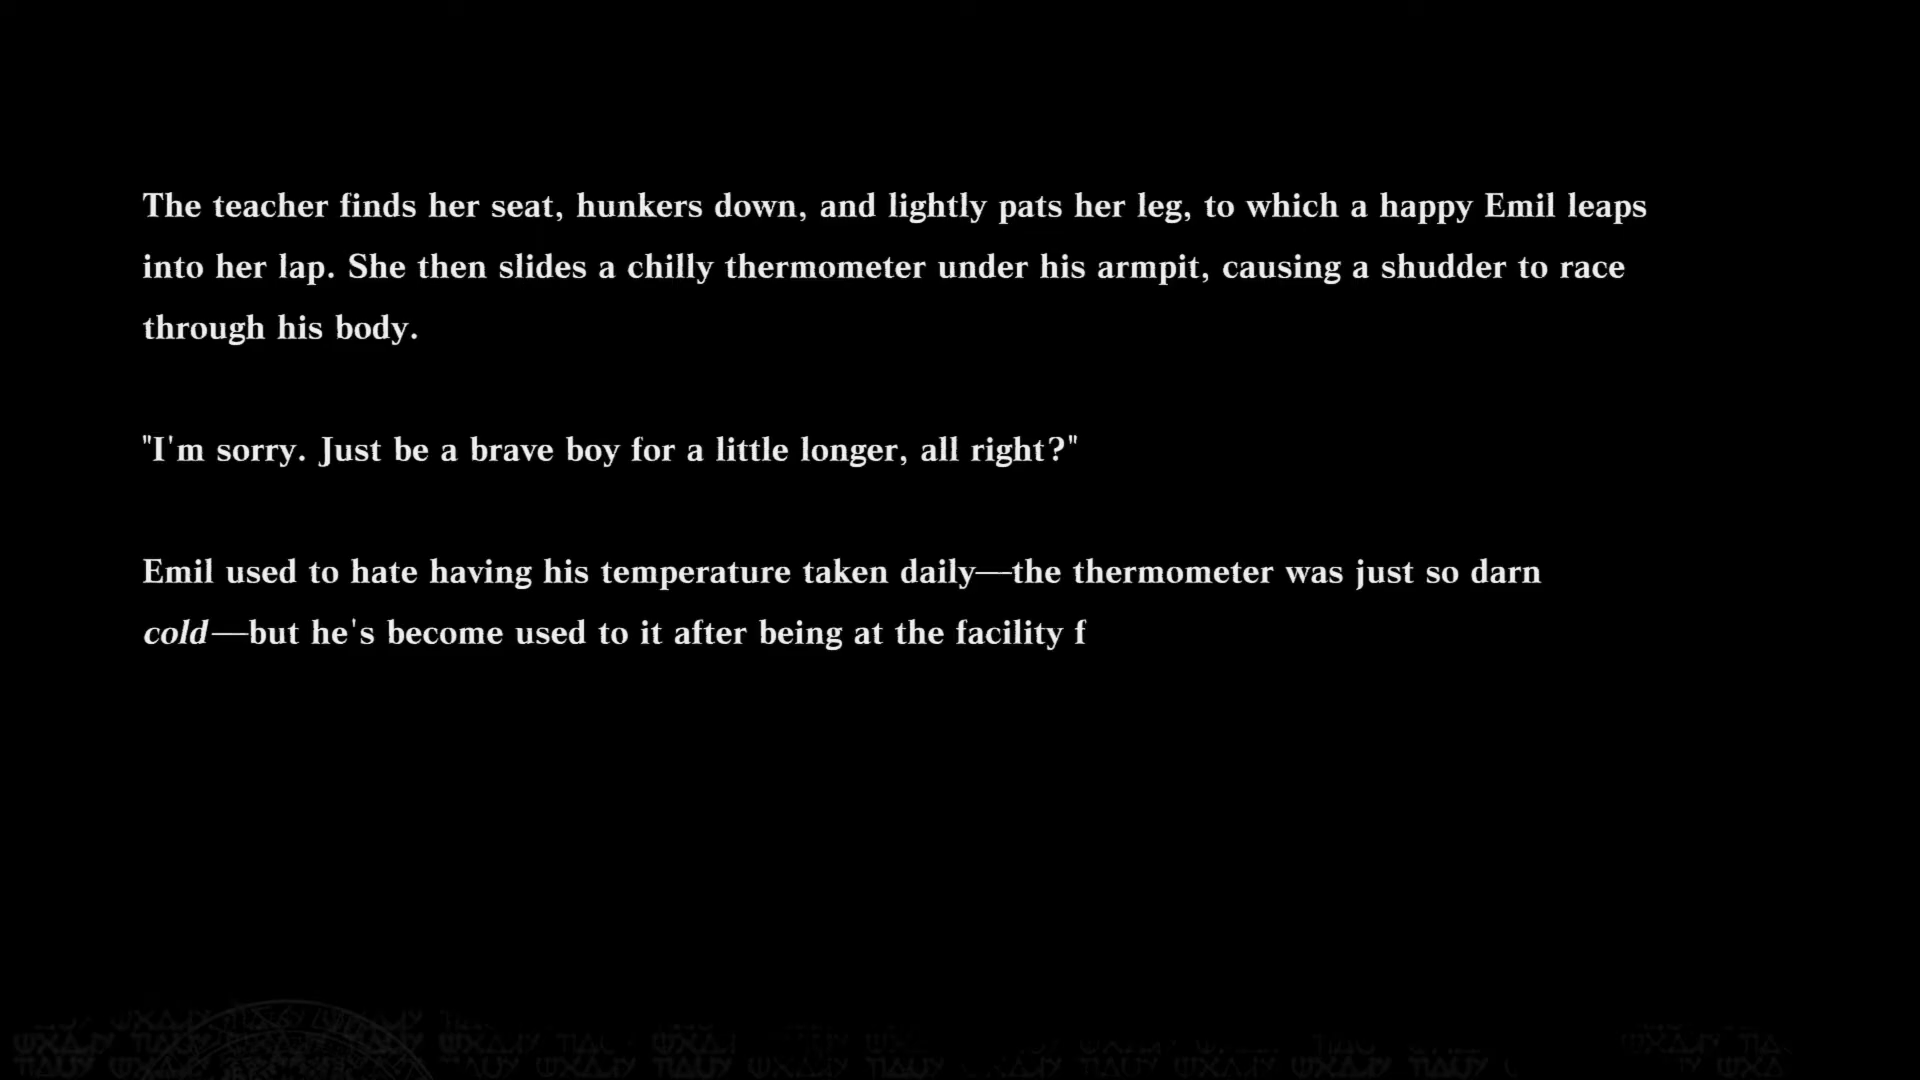 The teacher finds her seat, hunkers down, and lightly pats her leg, to which a happy Emil leaps
into her lap. She then slides a chilly thermometer under his armpit, causing a shudder to race
through his body.
"I'm sorry. Just be a brave boy for a little longer, all right?"
Emil used to hate having his temperature taken daily—the thermometer was just so darn
cold—but he's become used to it after being at the facility f